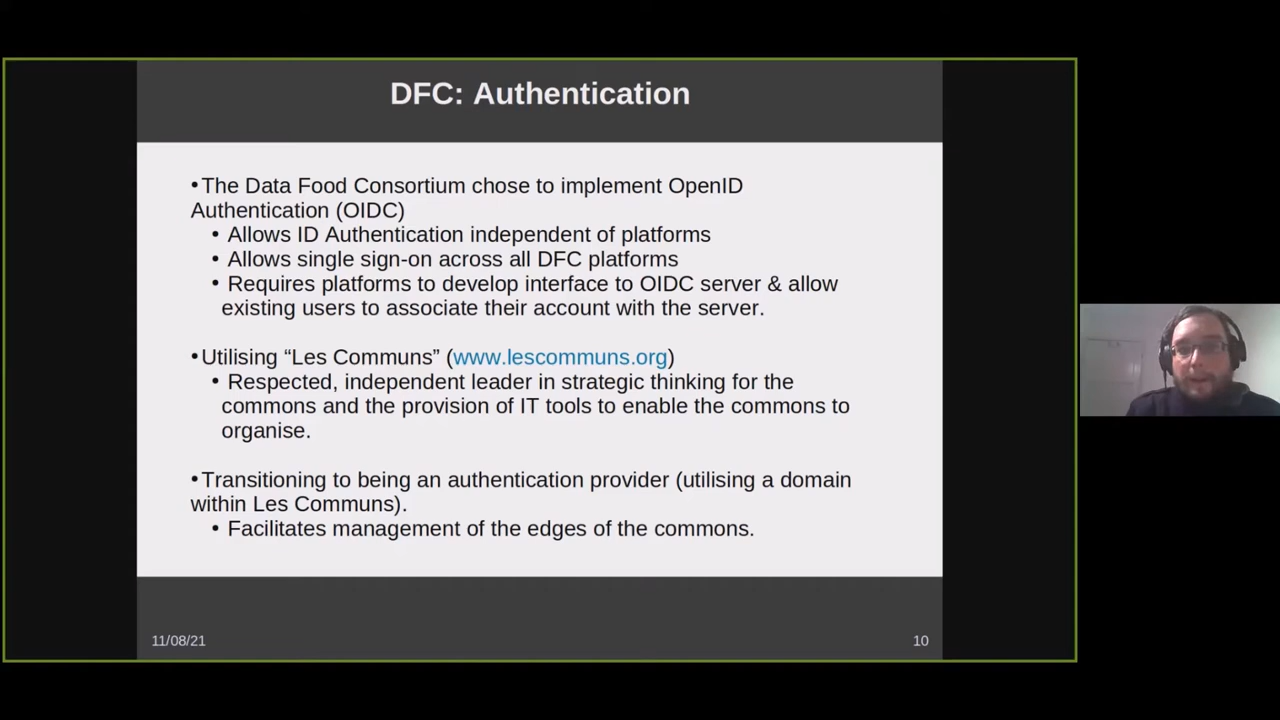 DFC: Authentication
•The Data Food Consortium chose to implement OpenID
Authentication (OIDC)
• Allows ID Authentication independent of platforms
• Allows single sign-on across all DFC platforms
• Requires platforms to develop interface to OIDC server & allow
existing users to associate their account with the server.
•Utilising “Les Communs” (www.lescommuns.org)
• Respected, independent leader in strategic thinking for the
commons and the provision of IT tools to enable the commons to
organise.
•Transitioning to being an authentication provider (utilising a domain
within Les Communs).
• Facilitates management of the edges of the commons.
11/08/21
10